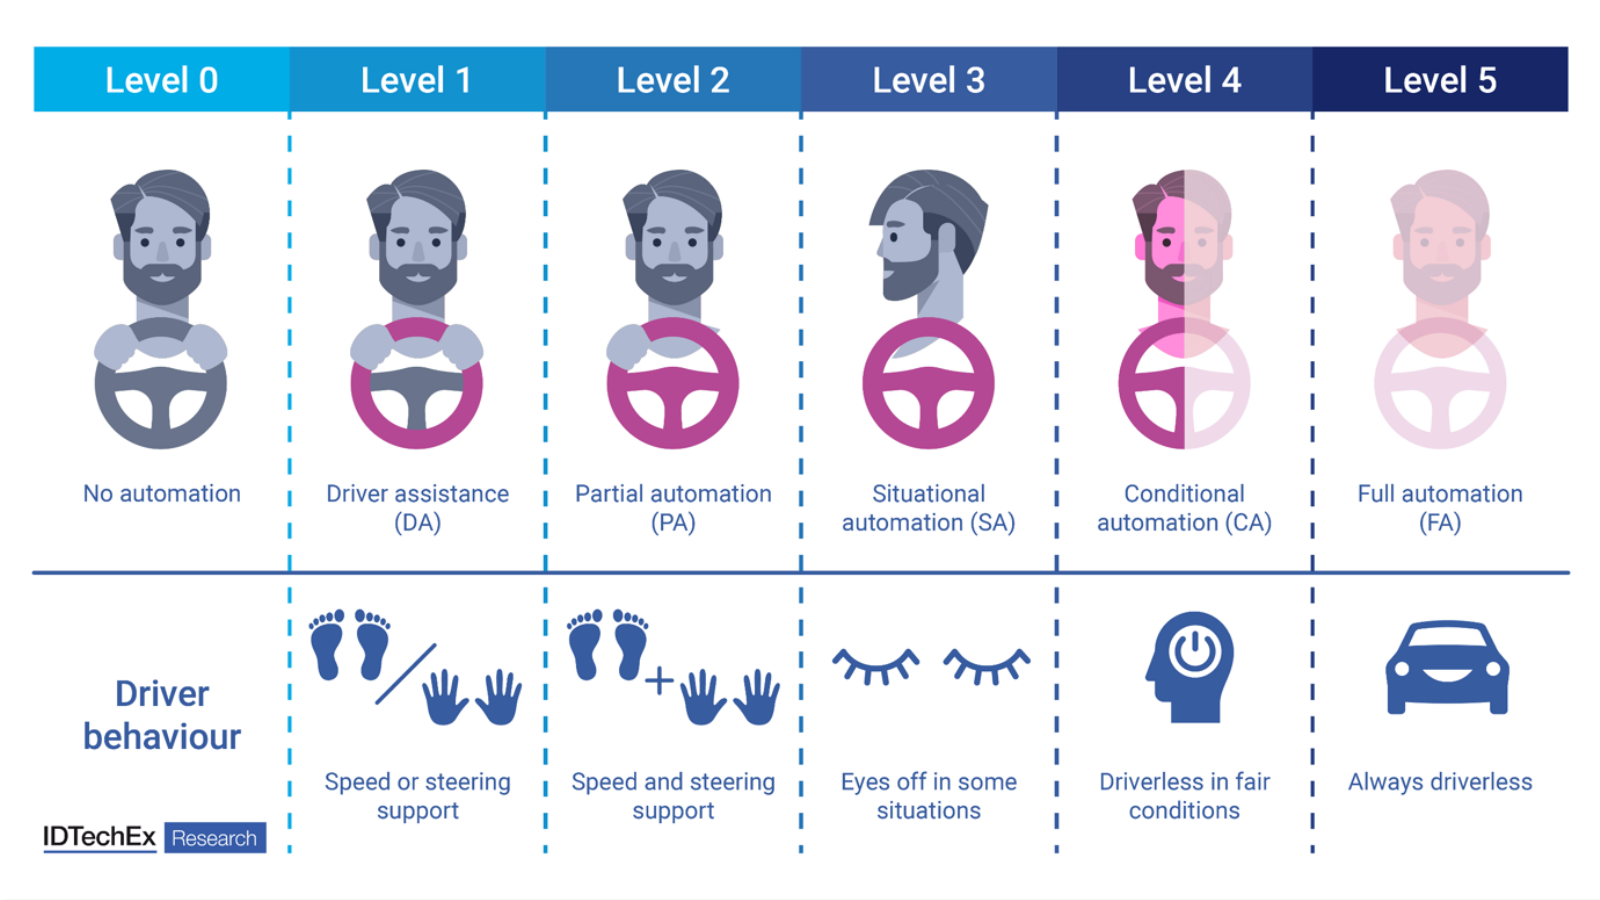 Level 0
Level 1
Level 2
Level 3
Level 4
Level 5
No automation
Driver assistance
(DA)
Partial automation
(PA)
Situational
automation (SA)
Conditional
automation (CA)
Full automation
(FA)
Driver
behaviour
Speed or steering
support
Speed and steering
support
Eyes off in some
situations
Driverless in fair
conditions
Always driverless
IDTechEx Research